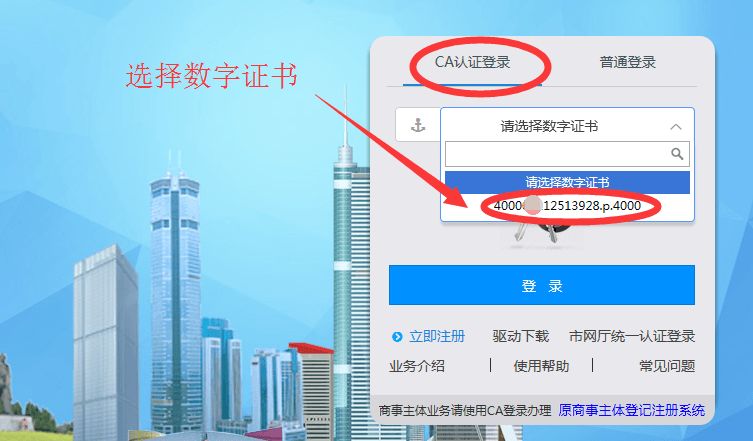 选择数字证书
CA认证登录 普通登录
请选择数字证书
请选择数字证书
4000 12513928.p.4000
登 录
立即注册 驱动下载 市网厅统一认证登录
业务介绍 | 使用帮助 | 常见问题
商事主体业务请使用CA登录办理 原商事主体登记注册系统